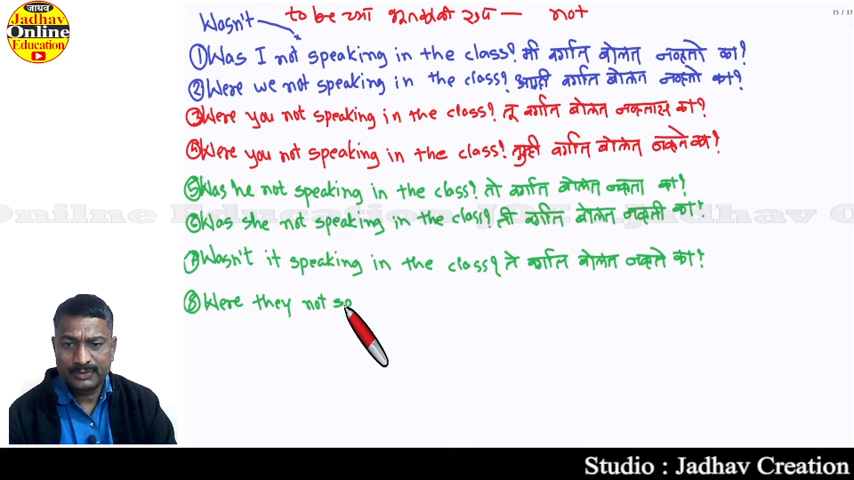 जाधव
Jadhav
Online
Education
15 / 17
Wasn't
to be च्या भूतकाळी रूप — not
① Was I not speaking in the class? मी वर्गात बोलत नव्हतो का?
② Were we not speaking in the class? आम्ही वर्गात बोलत नव्हतो का?
③ Were you not speaking in the class? तू वर्गात बोलत नव्हतास का?
④ Were you not speaking in the class? तुम्ही वर्गात बोलत नव्हते का?
⑤ Was he not speaking in the class? तो वर्गात बोलत नव्हता का?
⑥ Was she not speaking in the class? ती वर्गात बोलत नव्हती का?
⑦ Wasn't it speaking in the class? ते वर्गात बोलत नव्हते का?
⑧ Were they not sp
Studio : Jadhav Creation